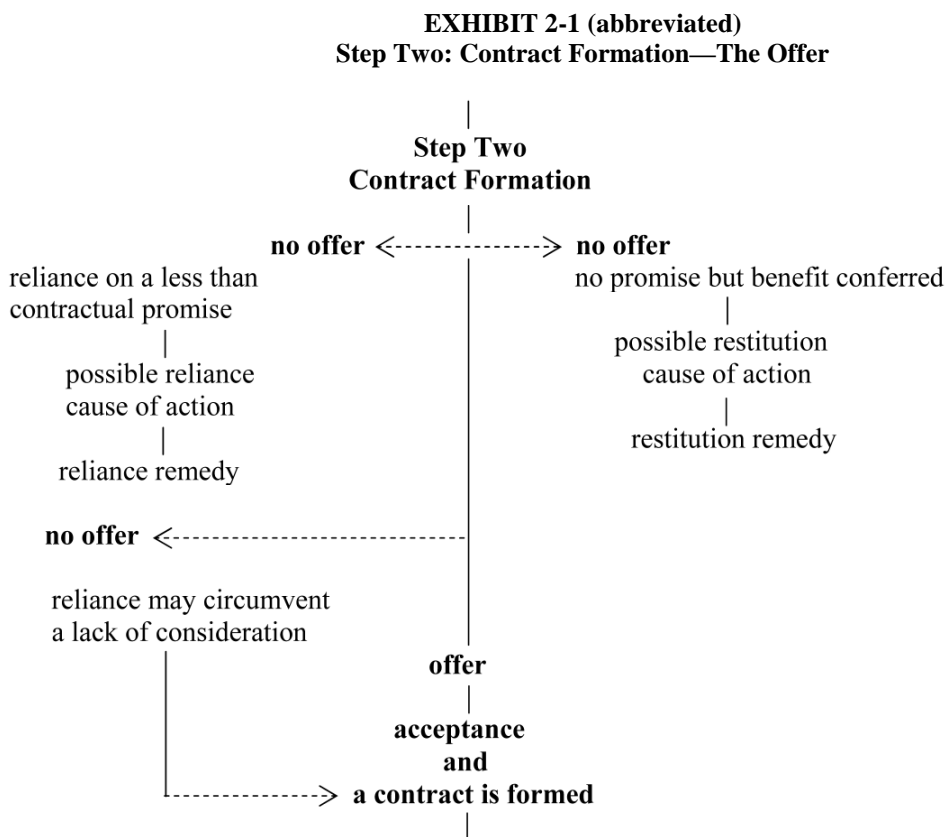 EXHIBIT 2-1 (abbreviated)
Step Two: Contract Formation—The Offer
Step Two
Contract Formation
no offer
no offer
reliance on a less than
contractual promise
no promise but benefit conferred
possible reliance
cause of action
possible restitution
cause of action
reliance remedy
restitution remedy
no offer
reliance may circumvent
a lack of consideration
offer
acceptance
and
a contract is formed